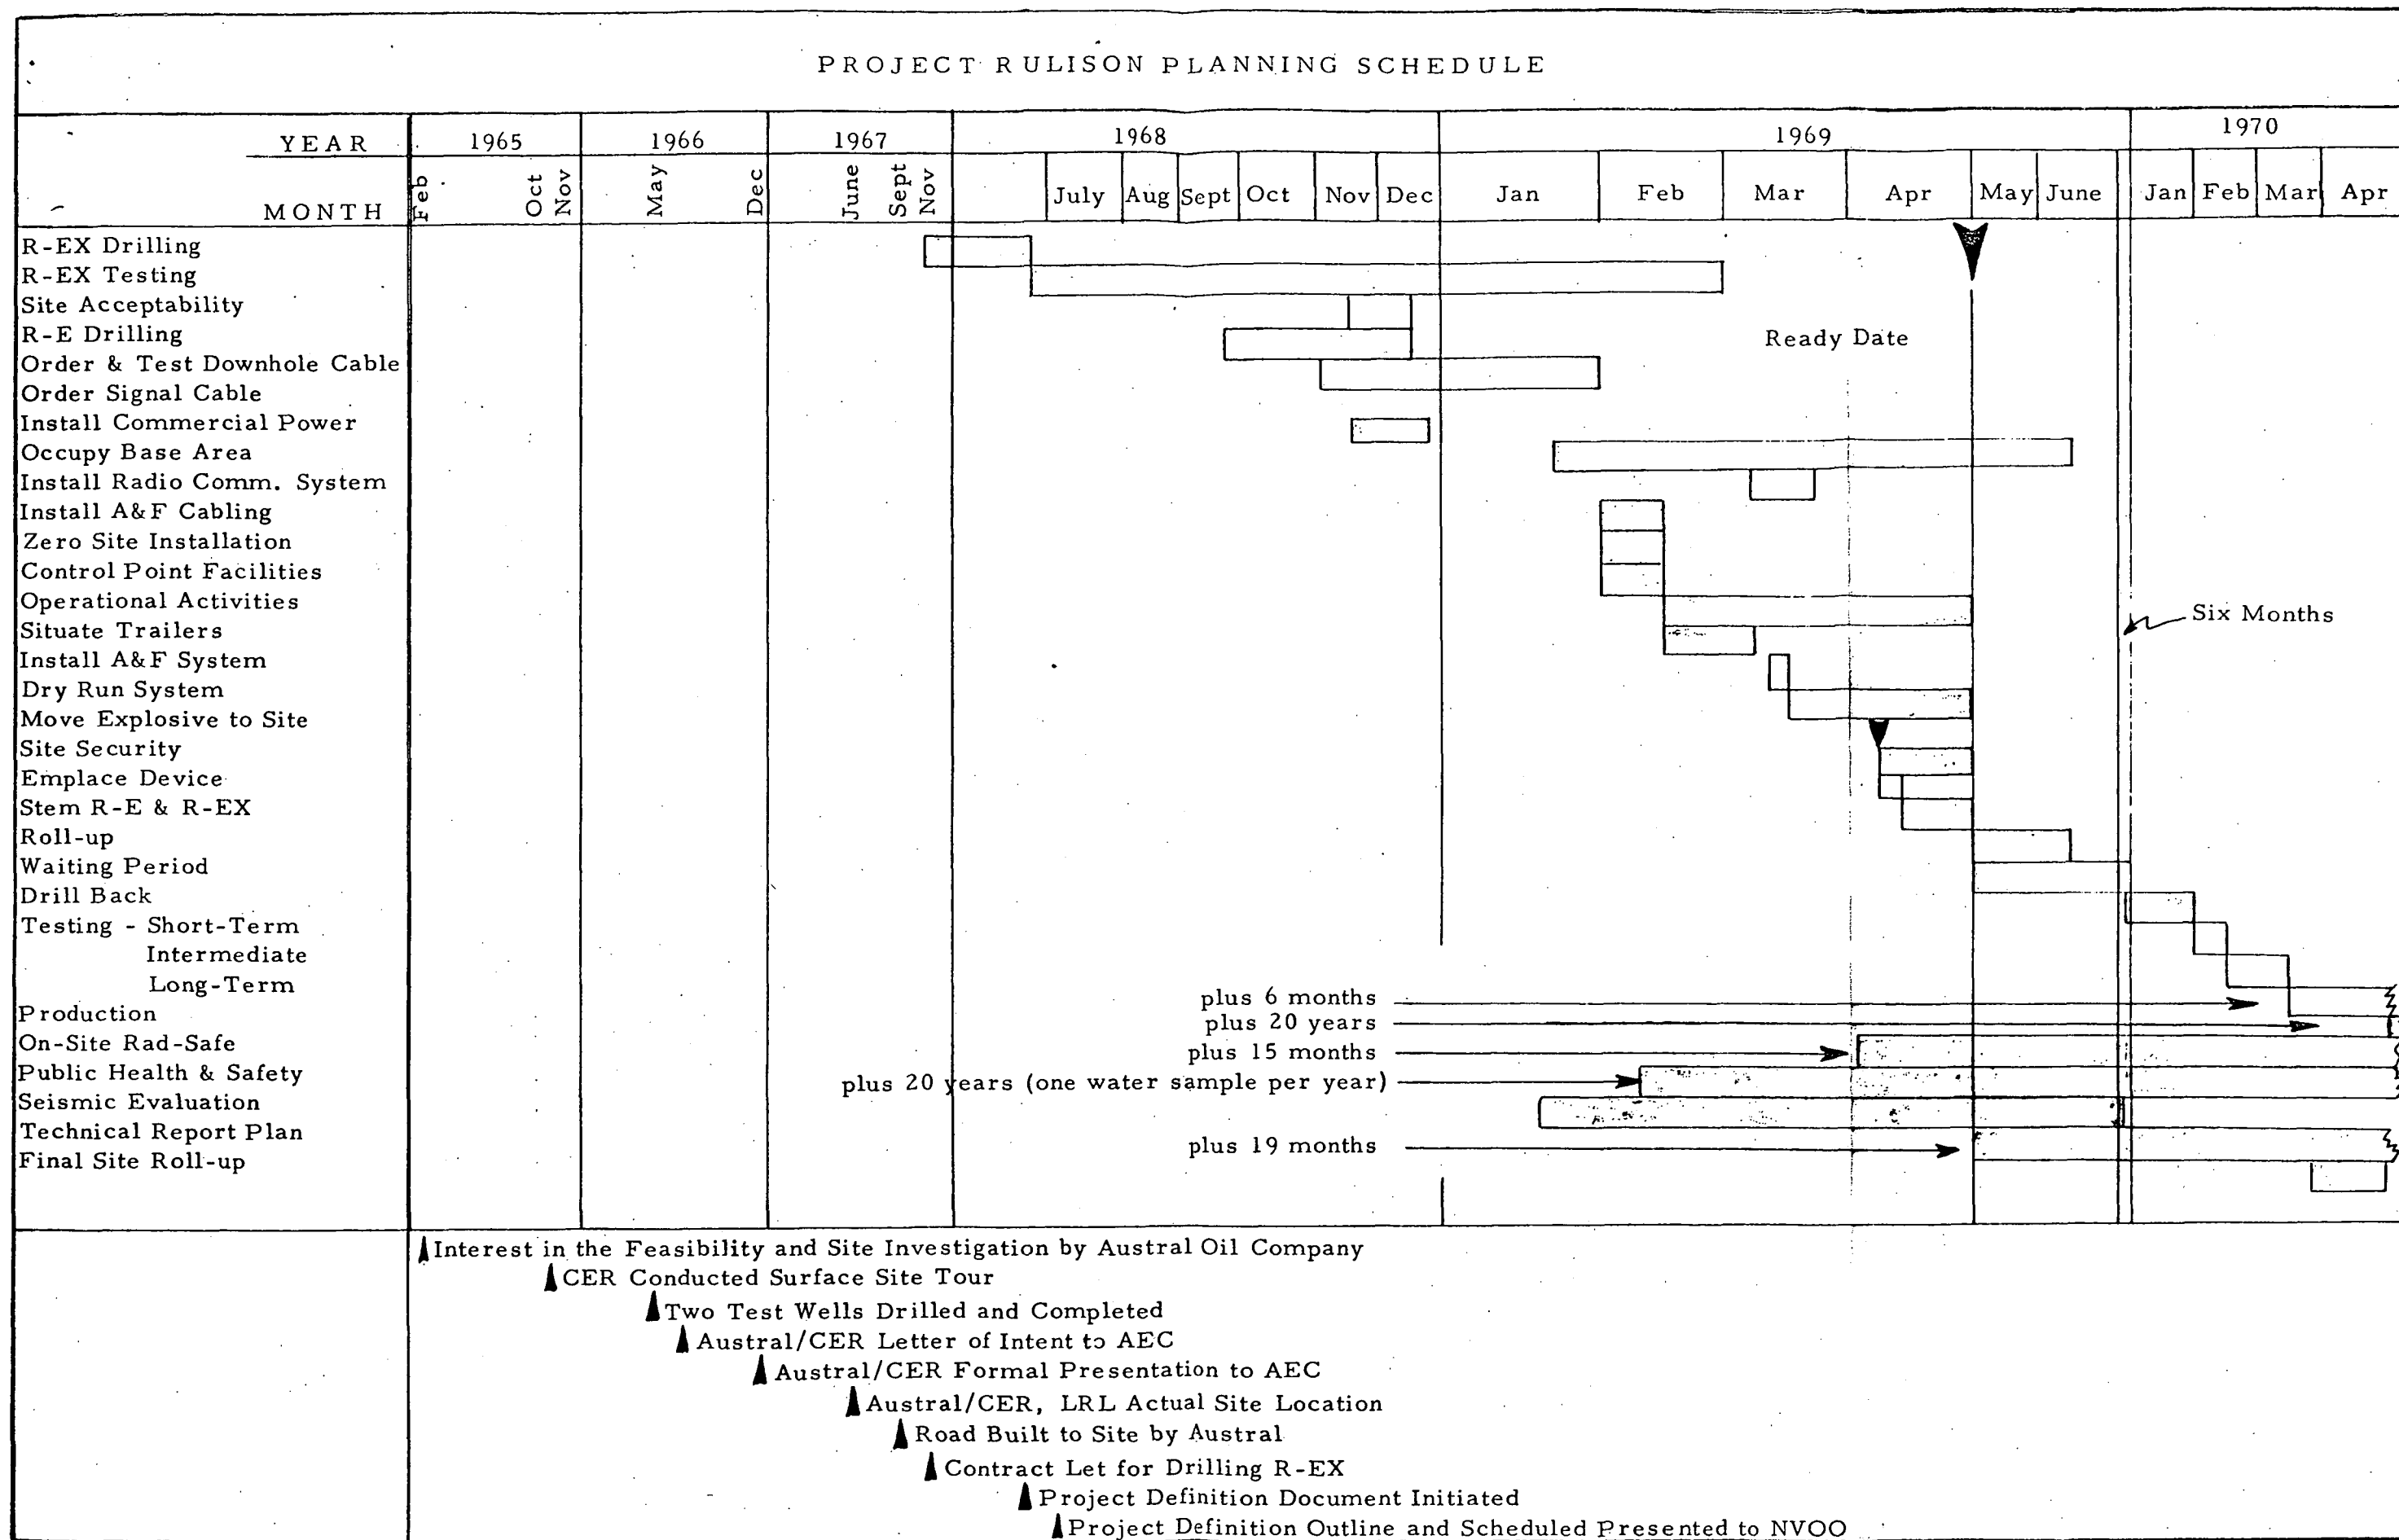 PROJECT RULISON PLANNING SCHEDULE
YEAR 1965 1966 1967 1968 1969 1970
MONTH Feb Oct Nov May Dec June Sept Nov July Aug Sept Oct Nov Dec Jan Feb Mar Apr May June Jan Feb Mar Apr
R-EX Drilling
R-EX Testing
Site Acceptability
R-E Drilling
Ready Date
Order & Test Downhole Cable
Order Signal Cable
Install Commercial Power
Occupy Base Area
Install Radio Comm. System
Install A&F Cabling
Zero Site Installation
Control Point Facilities
Operational Activities
Six Months
Situate Trailers
Install A&F System
Dry Run System
Move Explosive to Site
Site Security
Emplace Device
Stem R-E & R-EX
Roll-up
Waiting Period
Drill Back
Testing - Short-Term
Intermediate
Long-Term
plus 6 months
Production
plus 20 years
On-Site Rad-Safe
plus 15 months
Public Health & Safety
plus 20 years (one water sample per year)
Seismic Evaluation
Technical Report Plan
plus 19 months
Final Site Roll-up
Interest in the Feasibility and Site Investigation by Austral Oil Company
CER Conducted Surface Site Tour
Two Test Wells Drilled and Completed
Austral/CER Letter of Intent to AEC
Austral/CER Formal Presentation to AEC
Austral/CER, LRL Actual Site Location
Road Built to Site by Austral
Contract Let for Drilling R-EX
Project Definition Document Initiated
Project Definition Outline and Scheduled Presented to NVOO